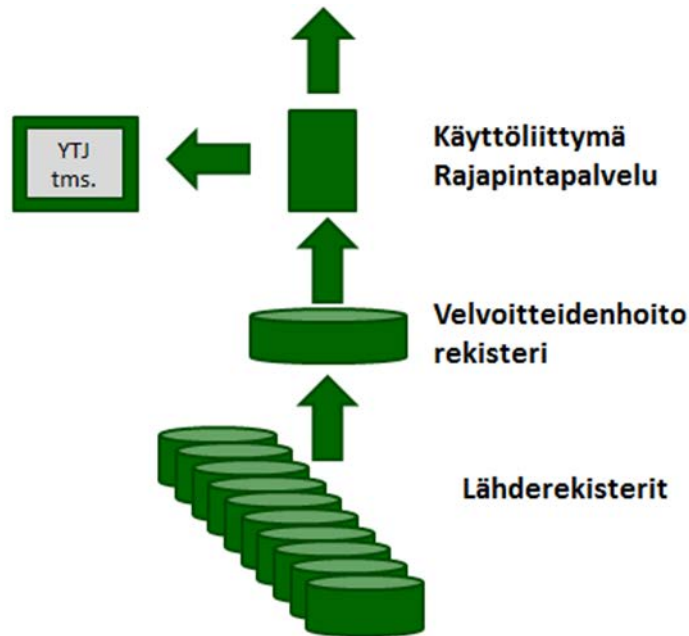 YTJ
tms.
Käyttöliittymä
Rajapintapalvelu
Velvoitteidenhoito
rekisteri
Lähderekisterit